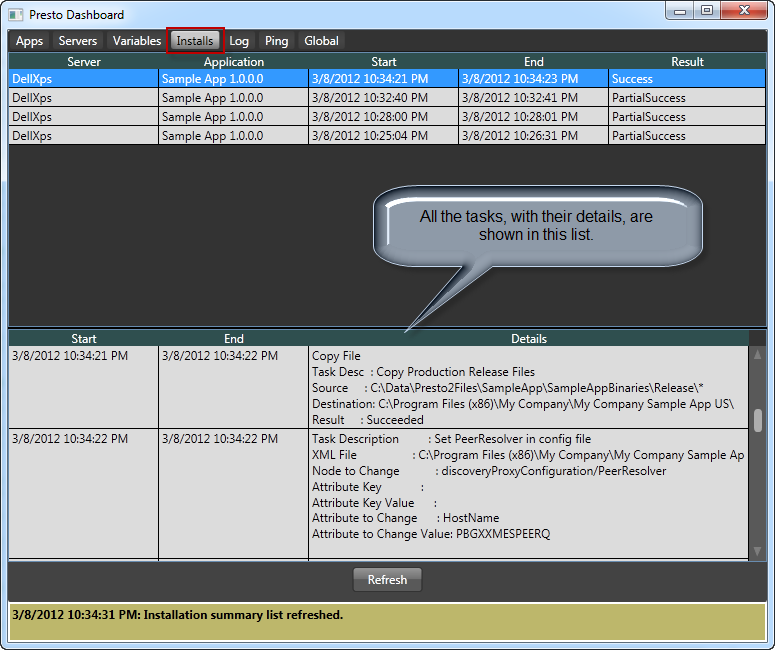 Presto Dashboard
Apps Servers Variables Installs Log Ping Global
Server Application Start End Result
DellXps Sample App 1.0.0.0 3/8/2012 10:34:21 PM 3/8/2012 10:34:23 PM Success
DellXps Sample App 1.0.0.0 3/8/2012 10:32:40 PM 3/8/2012 10:32:41 PM PartialSuccess
DellXps Sample App 1.0.0.0 3/8/2012 10:28:00 PM 3/8/2012 10:28:01 PM PartialSuccess
DellXps Sample App 1.0.0.0 3/8/2012 10:25:04 PM 3/8/2012 10:26:31 PM PartialSuccess
All the tasks, with their details, are
shown in this list.
Start End Details
3/8/2012 10:34:21 PM 3/8/2012 10:34:22 PM Copy File
Task Desc : Copy Production Release Files
Source : C:\Data\Presto2Files\SampleApp\SampleAppBinaries\Release\*
Destination: C:\Program Files (x86)\My Company\My Company Sample App US\
Result : Succeeded
3/8/2012 10:34:22 PM 3/8/2012 10:34:22 PM Task Description : Set PeerResolver in config file
XML File : C:\Program Files (x86)\My Company\My Company Sample Ap
Node to Change : discoveryProxyConfiguration/PeerResolver
Attribute Key :
Attribute Key Value :
Attribute to Change : HostName
Attribute to Change Value: PBGXXMESPEERQ
Refresh
3/8/2012 10:34:31 PM: Installation summary list refreshed.